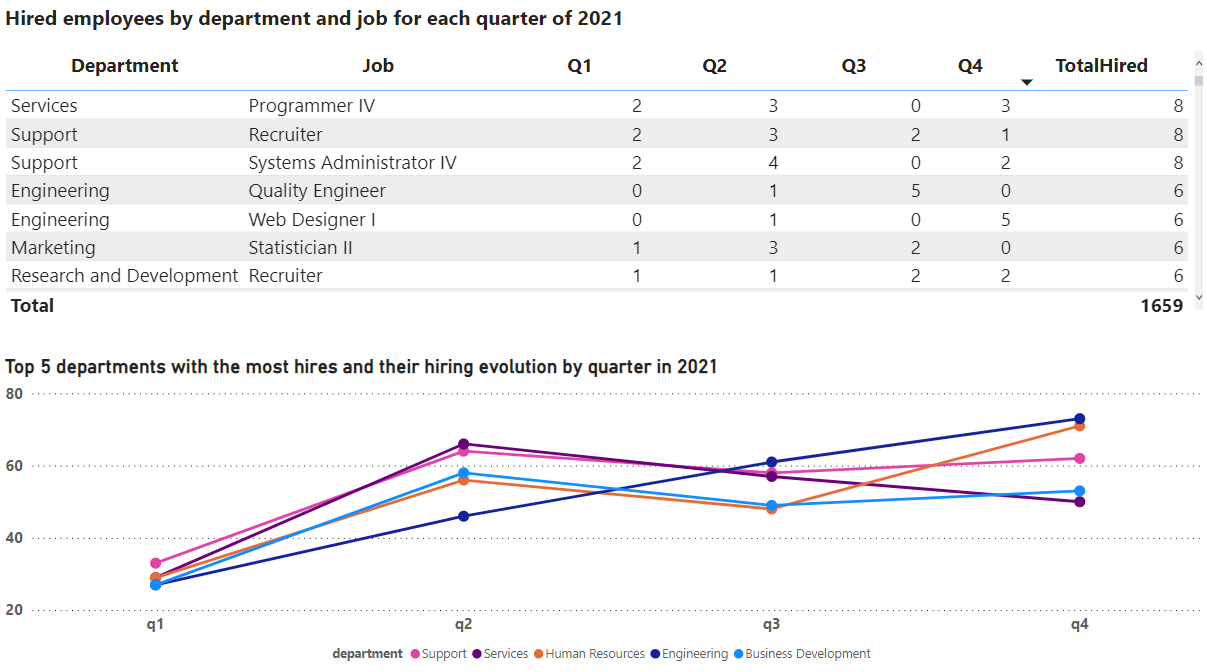 Hired employees by department and job for each quarter of 2021
Department Job Q1 Q2 Q3 Q4 TotalHired
Services Programmer IV 2 3 0 3 8
Support Recruiter 2 3 2 1 8
Support Systems Administrator IV 2 4 0 2 8
Engineering Quality Engineer 0 1 5 0 6
Engineering Web Designer I 0 1 0 5 6
Marketing Statistician II 1 3 2 0 6
Research and Development Recruiter 1 1 2 2 6
Total 1659
Top 5 departments with the most hires and their hiring evolution by quarter in 2021
80
60
40
20
q1 q2 q3 q4
department Support Services Human Resources Engineering Business Development